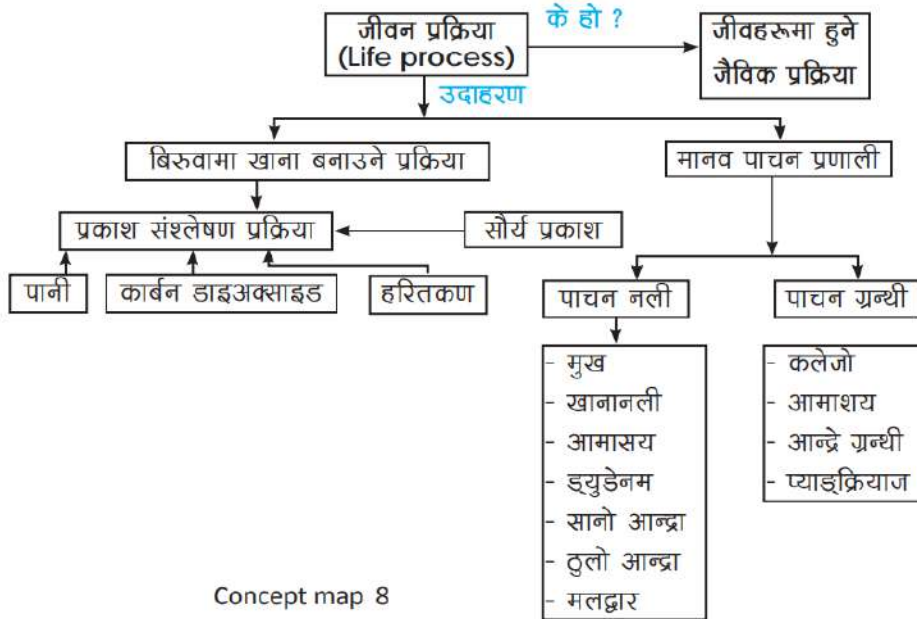 जीवन प्रक्रिया
(Life process)
के हो ?
जीवहरूमा हुने
जैविक प्रक्रिया
उदाहरण
बिरुवामा खाना बनाउने प्रक्रिया
मानव पाचन प्रणाली
प्रकाश संश्लेषण प्रक्रिया
सौर्य प्रकाश
पानी
कार्बन डाइअक्साइड
हरितकण
पाचन नली
पाचन ग्रन्थी
- मुख
- खानानली
- आमासय
- ड्युडेनम
- सानो आन्द्रा
- ठुलो आन्द्रा
- मलद्वार
- कलेजो
- आमाशय
- आन्द्रे ग्रन्थी
- प्याङ्क्रियाज
Concept map 8